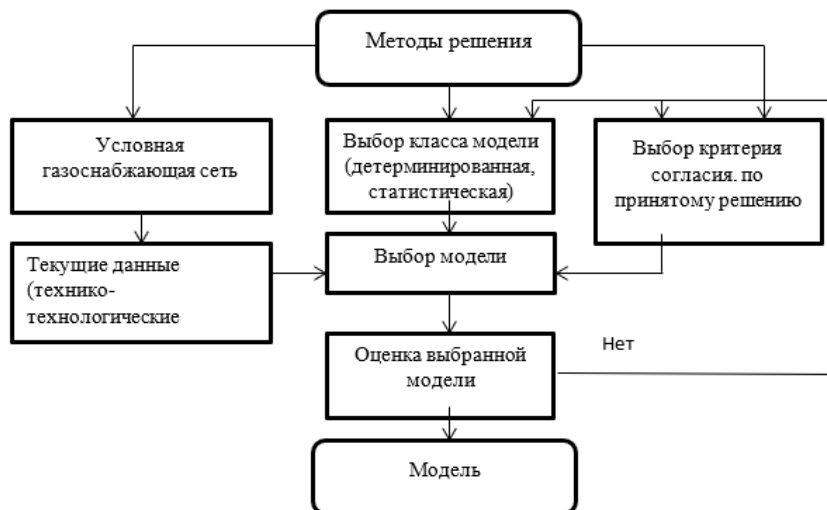 Методы решения
Условная
газоснабжающая сеть
Выбор класса модели
(детерминированная,
статистическая)
Выбор критерия
согласия. по
принятому решению
Текущие данные
(технико-
технологические
Выбор модели
Оценка выбранной
модели
Нет
Модель